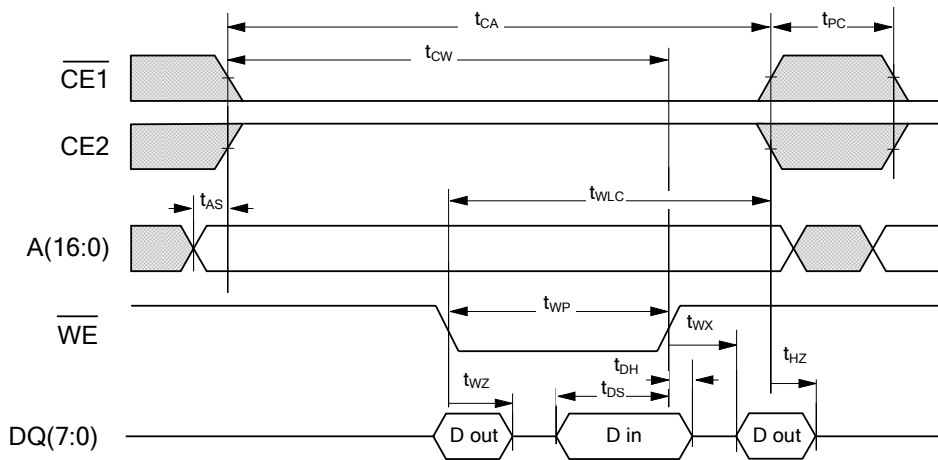 tCA
tPC
CE1
tCW
CE2
tAS
tWLC
A(16:0)
tWP
WE
tWX
tDH
tHZ
tWZ
tDS
DQ(7:0)
D out
D in
D out